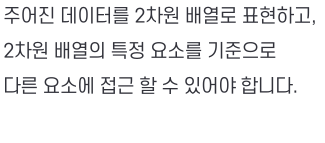 주어진 데이터를 2차원 배열로 표현하고,
2차원 배열의 특정 요소를 기준으로
다른 요소에 접근 할 수 있어야 합니다.